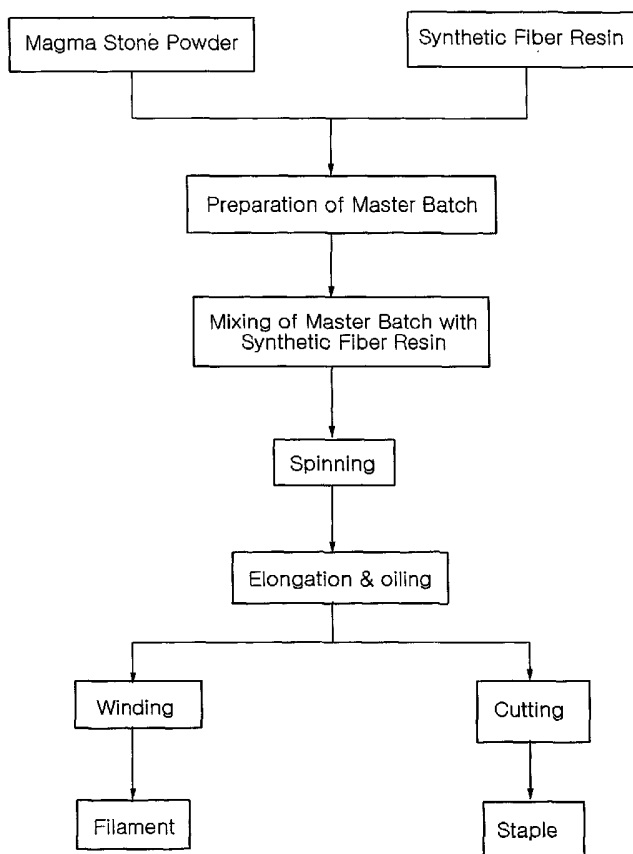 Magma Stone Powder
Synthetic Fiber Resin
Preparation of Master Batch
Mixing of Master Batch with
Synthetic Fiber Resin
Spinning
Elongation & oiling
Winding
Cutting
Filament
Staple